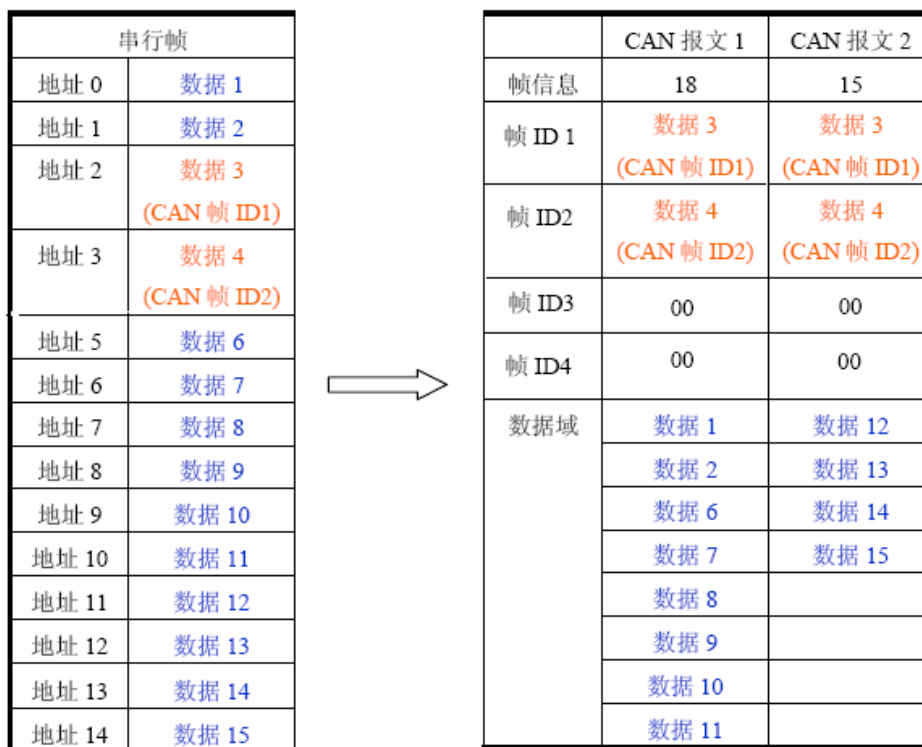 串行帧
地址 0 数据 1
地址 1 数据 2
地址 2 数据 3
(CAN 帧 ID1)
地址 3 数据 4
(CAN 帧 ID2)
地址 5 数据 6
地址 6 数据 7
地址 7 数据 8
地址 8 数据 9
地址 9 数据 10
地址 10 数据 11
地址 11 数据 12
地址 12 数据 13
地址 13 数据 14
地址 14 数据 15
CAN 报文 1 CAN 报文 2
帧信息 18 15
帧 ID 1 数据 3 数据 3
(CAN 帧 ID1) (CAN 帧 ID1)
帧 ID2 数据 4 数据 4
(CAN 帧 ID2) (CAN 帧 ID2)
帧 ID3 00 00
帧 ID4 00 00
数据域 数据 1 数据 12
数据 2 数据 13
数据 6 数据 14
数据 7 数据 15
数据 8
数据 9
数据 10
数据 11